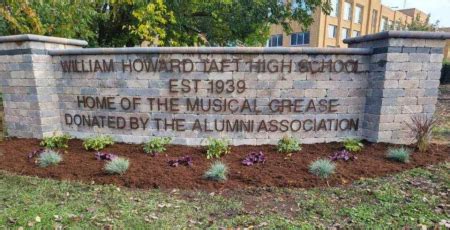 WILLIAM HOWARD TAFT HIGH SCHOOL
EST 1939
HOME OF THE MUSICAL GREASE
DONATED BY THE ALUMNI ASSOCIATION